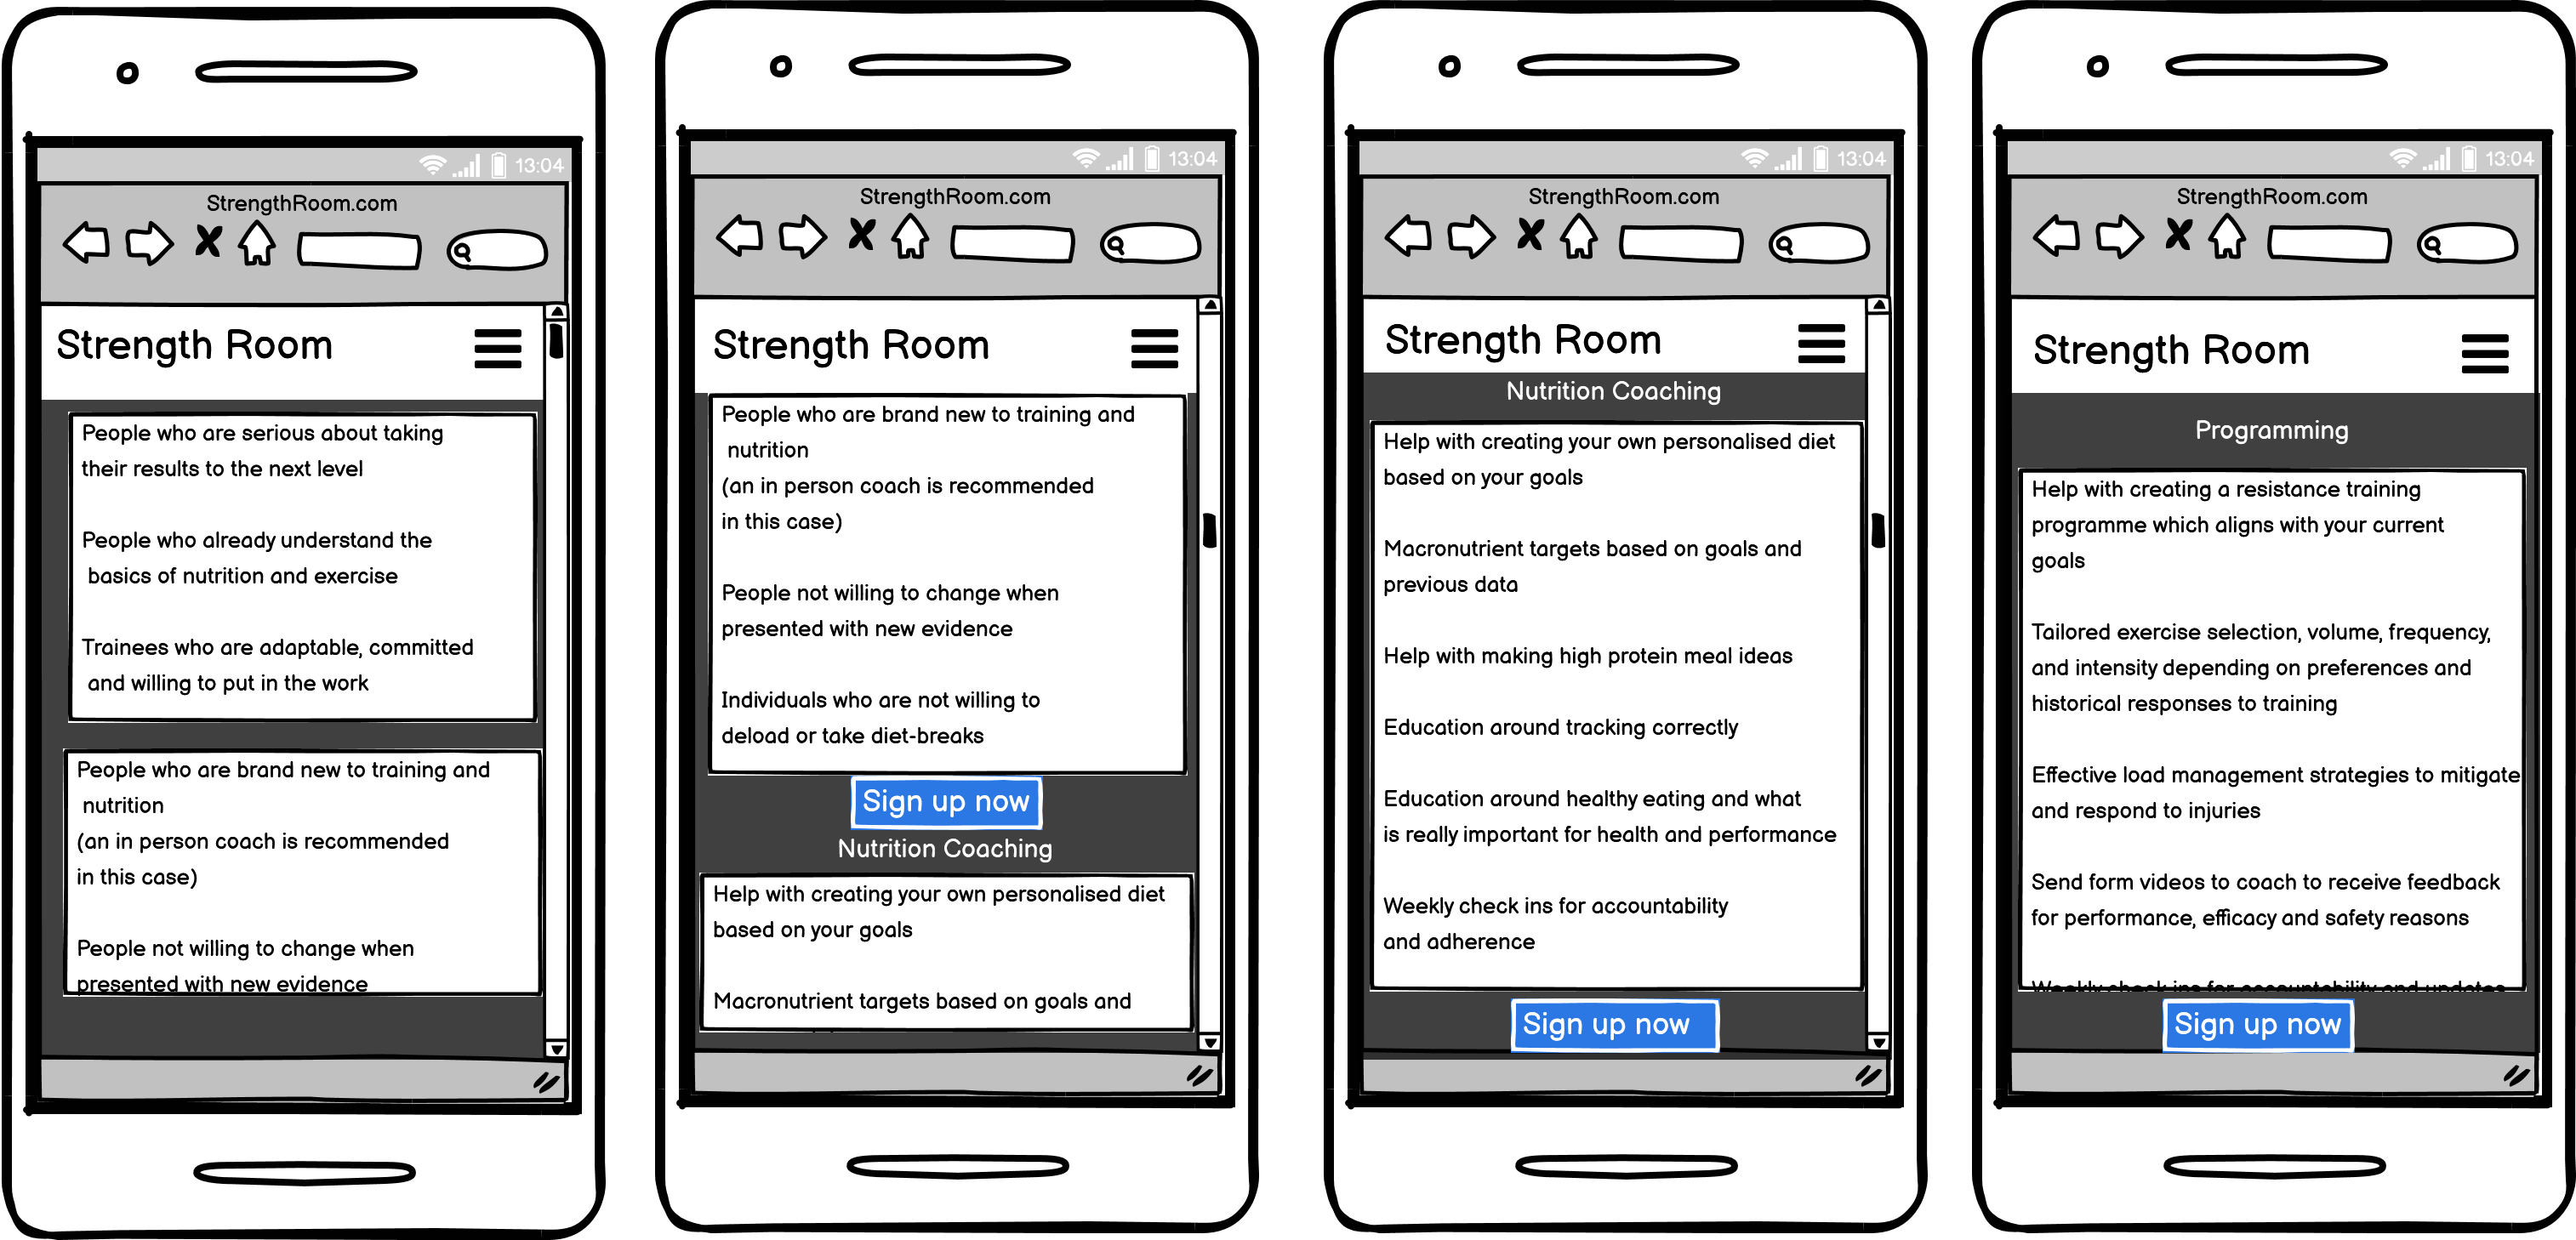 13:04
StrengthRoom.com
Strength Room
People who are serious about taking
their results to the next level
People who already understand the
basics of nutrition and exercise
Trainees who are adaptable, committed
and willing to put in the work
People who are brand new to training and
nutrition
(an in person coach is recommended
in this case)
People not willing to change when
presented with new evidence
13:04
StrengthRoom.com
Strength Room
People who are brand new to training and
nutrition
(an in person coach is recommended
in this case)
People not willing to change when
presented with new evidence
Individuals who are not willing to
deload or take diet-breaks
Sign up now
Nutrition Coaching
Help with creating your own personalised diet
based on your goals
Macronutrient targets based on goals and
13:04
StrengthRoom.com
Strength Room
Nutrition Coaching
Help with creating your own personalised diet
based on your goals
Macronutrient targets based on goals and
previous data
Help with making high protein meal ideas
Education around tracking correctly
Education around healthy eating and what
is really important for health and performance
Weekly check ins for accountability
and adherence
Sign up now
13:04
StrengthRoom.com
Strength Room
Programming
Help with creating a resistance training
programme which aligns with your current
goals
Tailored exercise selection, volume, frequency,
and intensity depending on preferences and
historical responses to training
Effective load management strategies to mitigate
and respond to injuries
Send form videos to coach to receive feedback
for performance, efficacy and safety reasons
Weekly check ins for accountability and updates
Sign up now